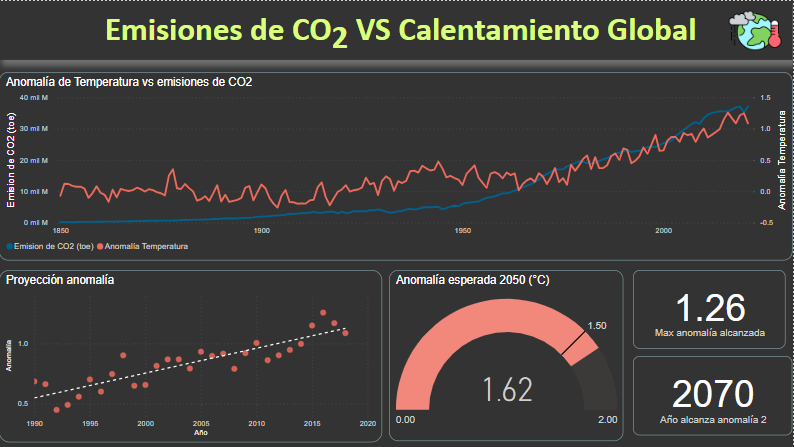 Emisiones de CO2 VS Calentamiento Global
Anomalía de Temperatura vs emisiones de CO2
Emision de CO2 (toe)
40 mil M
30 mil M
20 mil M
10 mil M
0 mil M
1850
1900
1950
2000
1.5
1.0
0.5
0.0
-0.5
Anomalía Temperatura
Emision de CO2 (toe) Anomalía Temperatura
Proyección anomalía
Anomalía
1.0
0.5
1990 1995 2000 2005 2010 2015 2020
Año
Anomalía esperada 2050 (°C)
1.50
1.62
0.00
2.00
1.26
Max anomalía alcanzada
2070
Año alcanza anomalía 2